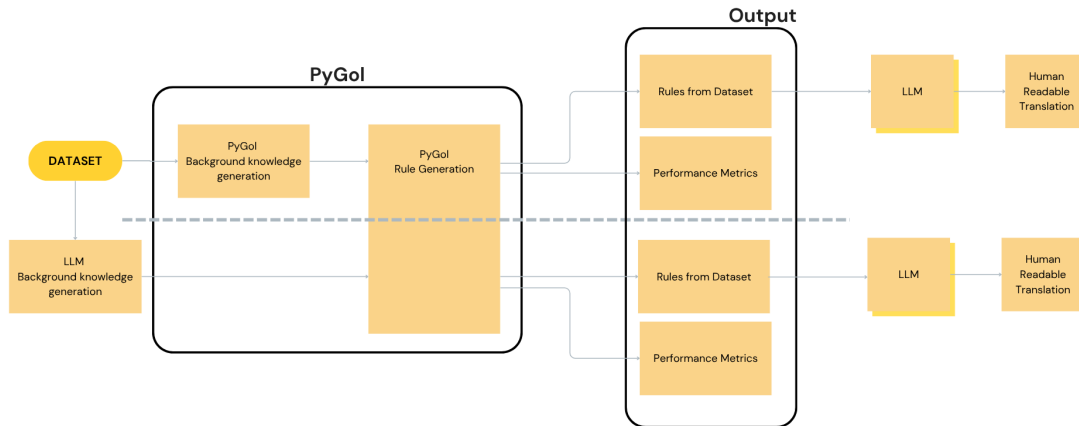 Output
PyGol
Rules from Dataset
LLM
Human
Readable
Translation
DATASET
PyGol
Background knowledge
generation
PyGol
Rule Generation
Performance Metrics
LLM
Background knowledge
generation
Rules from Dataset
LLM
Human
Readable
Translation
Performance Metrics